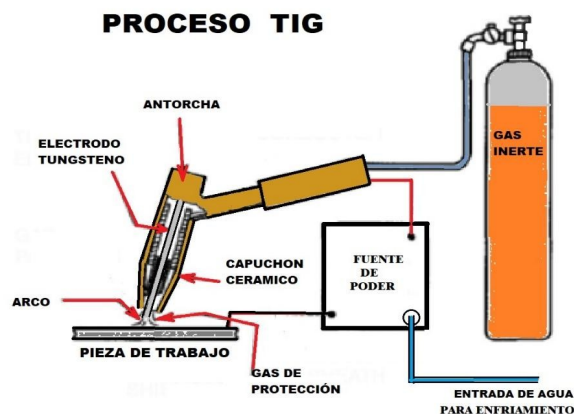 PROCESO TIG
ANTORCHA
ELECTRODO
TUNGSTENO
GAS
INERTE
FUENTE
DE
PODER
CAPUCHON
CERAMICO
ARCO
PIEZA DE TRABAJO
GAS DE
PROTECCIÓN
ENTRADA DE AGUA
PARA ENFRIAMIENTO